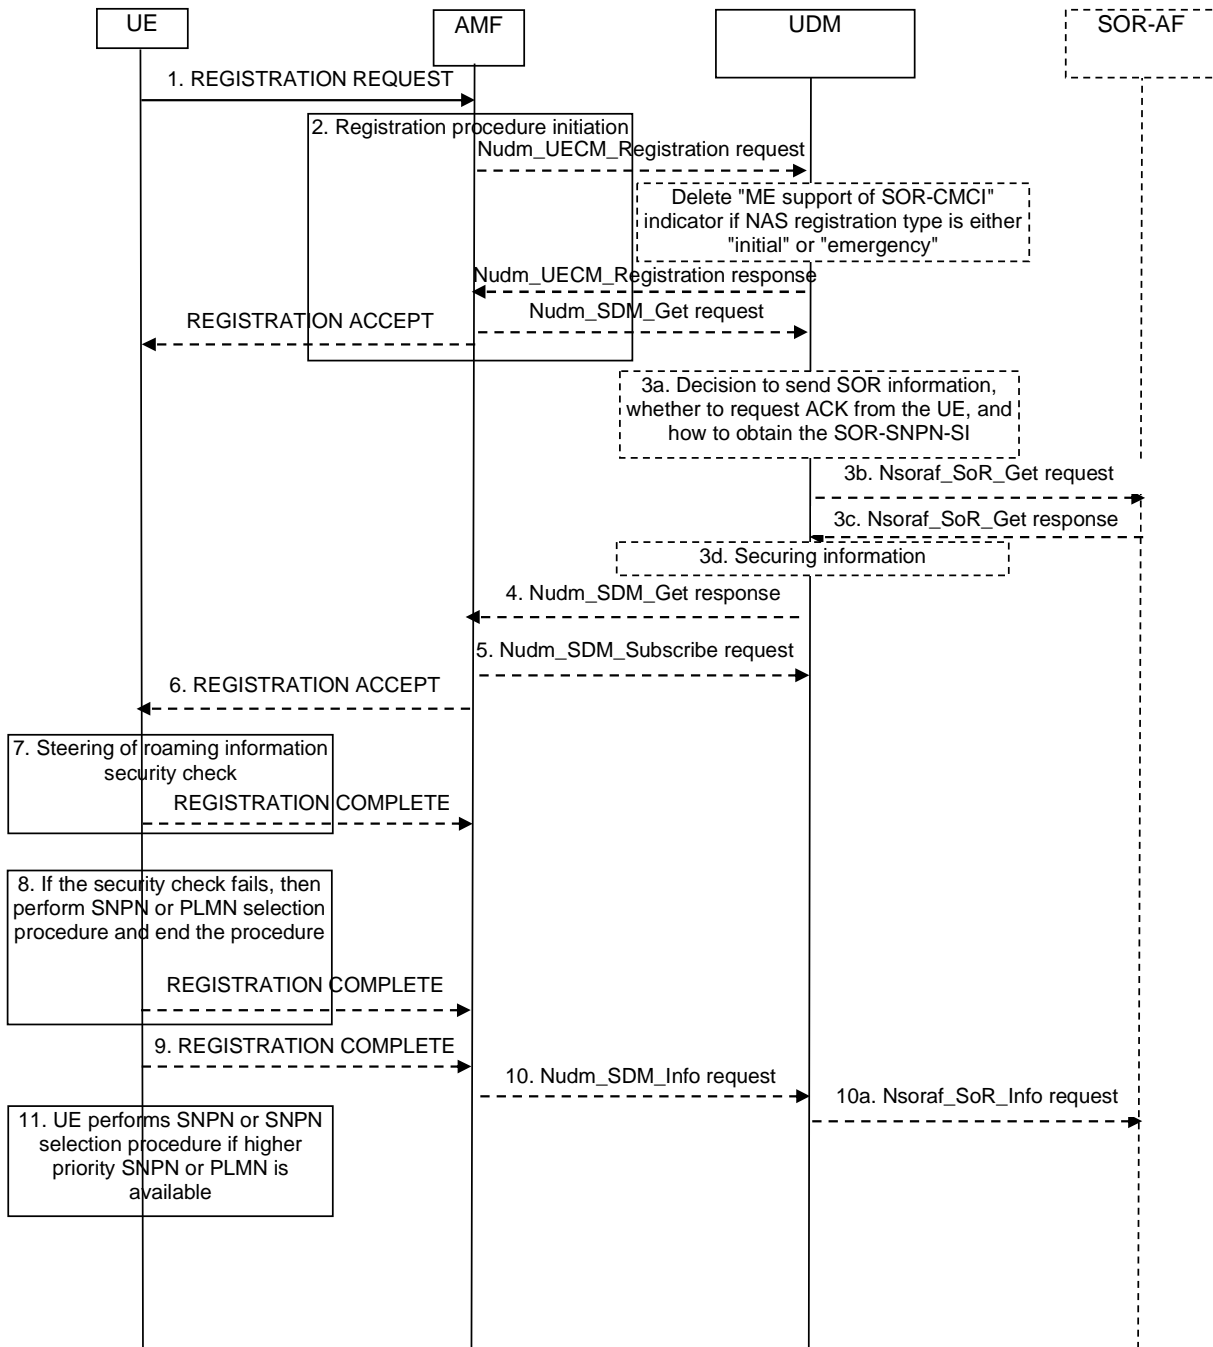 UE
AMF
UDM
SOR-AF
1. REGISTRATION REQUEST
2. Registration procedure initiation
Nudm_UECM_Registration request
Delete "ME support of SOR-CMCI"
indicator if NAS registration type is either
"initial" or "emergency"
Nudm_UECM_Registration response
REGISTRATION ACCEPT
Nudm_SDM_Get request
3a. Decision to send SOR information,
whether to request ACK from the UE, and
how to obtain the SOR-SNPN-SI
3b. Nsoraf_SoR_Get request
3c. Nsoraf_SoR_Get response
3d. Securing information
4. Nudm_SDM_Get response
5. Nudm_SDM_Subscribe request
6. REGISTRATION ACCEPT
7. Steering of roaming information
security check
REGISTRATION COMPLETE
8. If the security check fails, then
perform SNPN or PLMN selection
procedure and end the procedure
REGISTRATION COMPLETE
9. REGISTRATION COMPLETE
10. Nudm_SDM_Info request
10a. Nsoraf_SoR_Info request
11. UE performs SNPN or SNPN
selection procedure if higher
priority SNPN or PLMN is
available